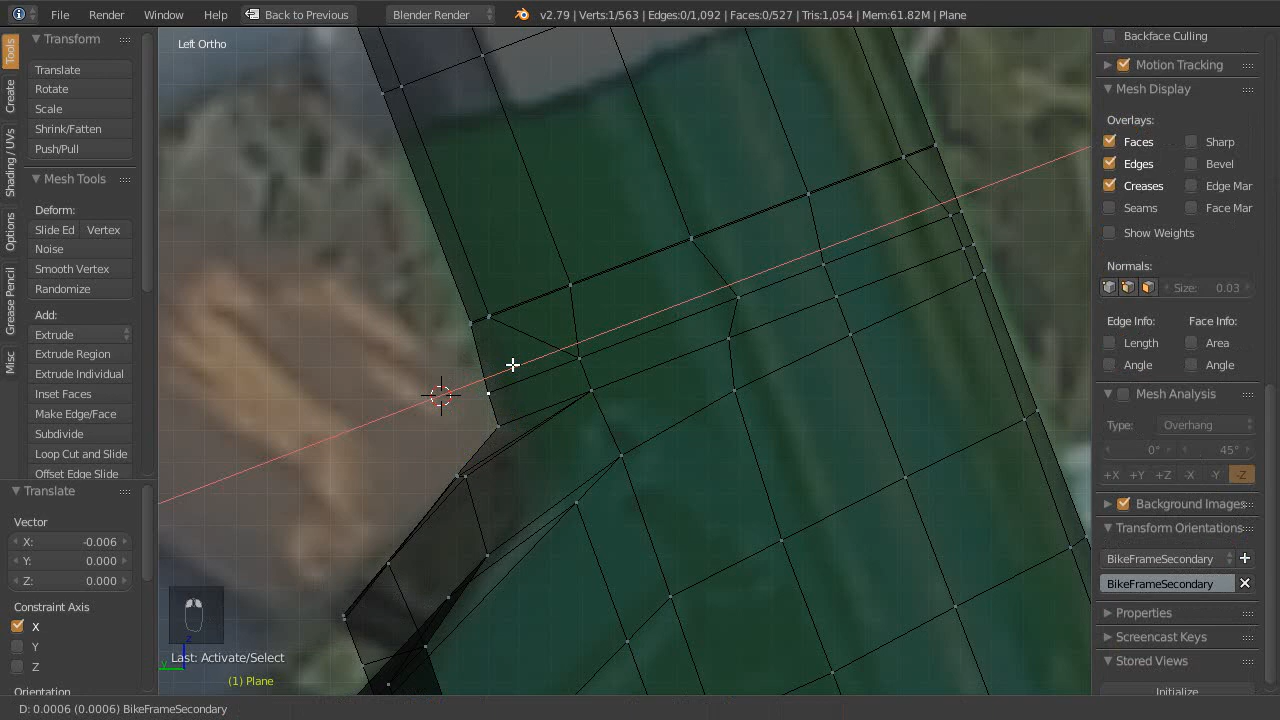 File Render Window Help Back to Previous Blender Render v2.79 | Verts:1/563 | Edges:0/1,092 | Faces:0/527 | Tris:1,054 | Mem:61.82M | Plane
Tools
Create
Shading / UVs
Options
Grease Pencil
Misc
Transform
Translate
Rotate
Scale
Shrink/Fatten
Push/Pull
Mesh Tools
Deform:
Slide Ed Vertex
Noise
Smooth Vertex
Randomize
Add:
Extrude
Extrude Region
Extrude Individual
Inset Faces
Make Edge/Face
Subdivide
Loop Cut and Slide
Offset Edge Slide
Translate
Vector
X: -0.006
Y: 0.000
Z: 0.000
Constraint Axis
X
Y
Z
Orientation
Left Ortho
z
y
Last: Activate/Select
(1) Plane
Backface Culling
Motion Tracking
Mesh Display
Overlays:
Faces Sharp
Edges Bevel
Creases Edge Mar
Seams Face Mar
Show Weights
Normals:
Size: 0.03
Edge Info: Face Info:
Length Area
Angle Angle
Mesh Analysis
Type: Overhang
0° 45°
+X +Y +Z -X -Y -Z
Background Images
Transform Orientations
BikeFrameSecondary
BikeFrameSecondary
Properties
Screencast Keys
Stored Views
Initialize
D: 0.0006 (0.0006) BikeFrameSecondary